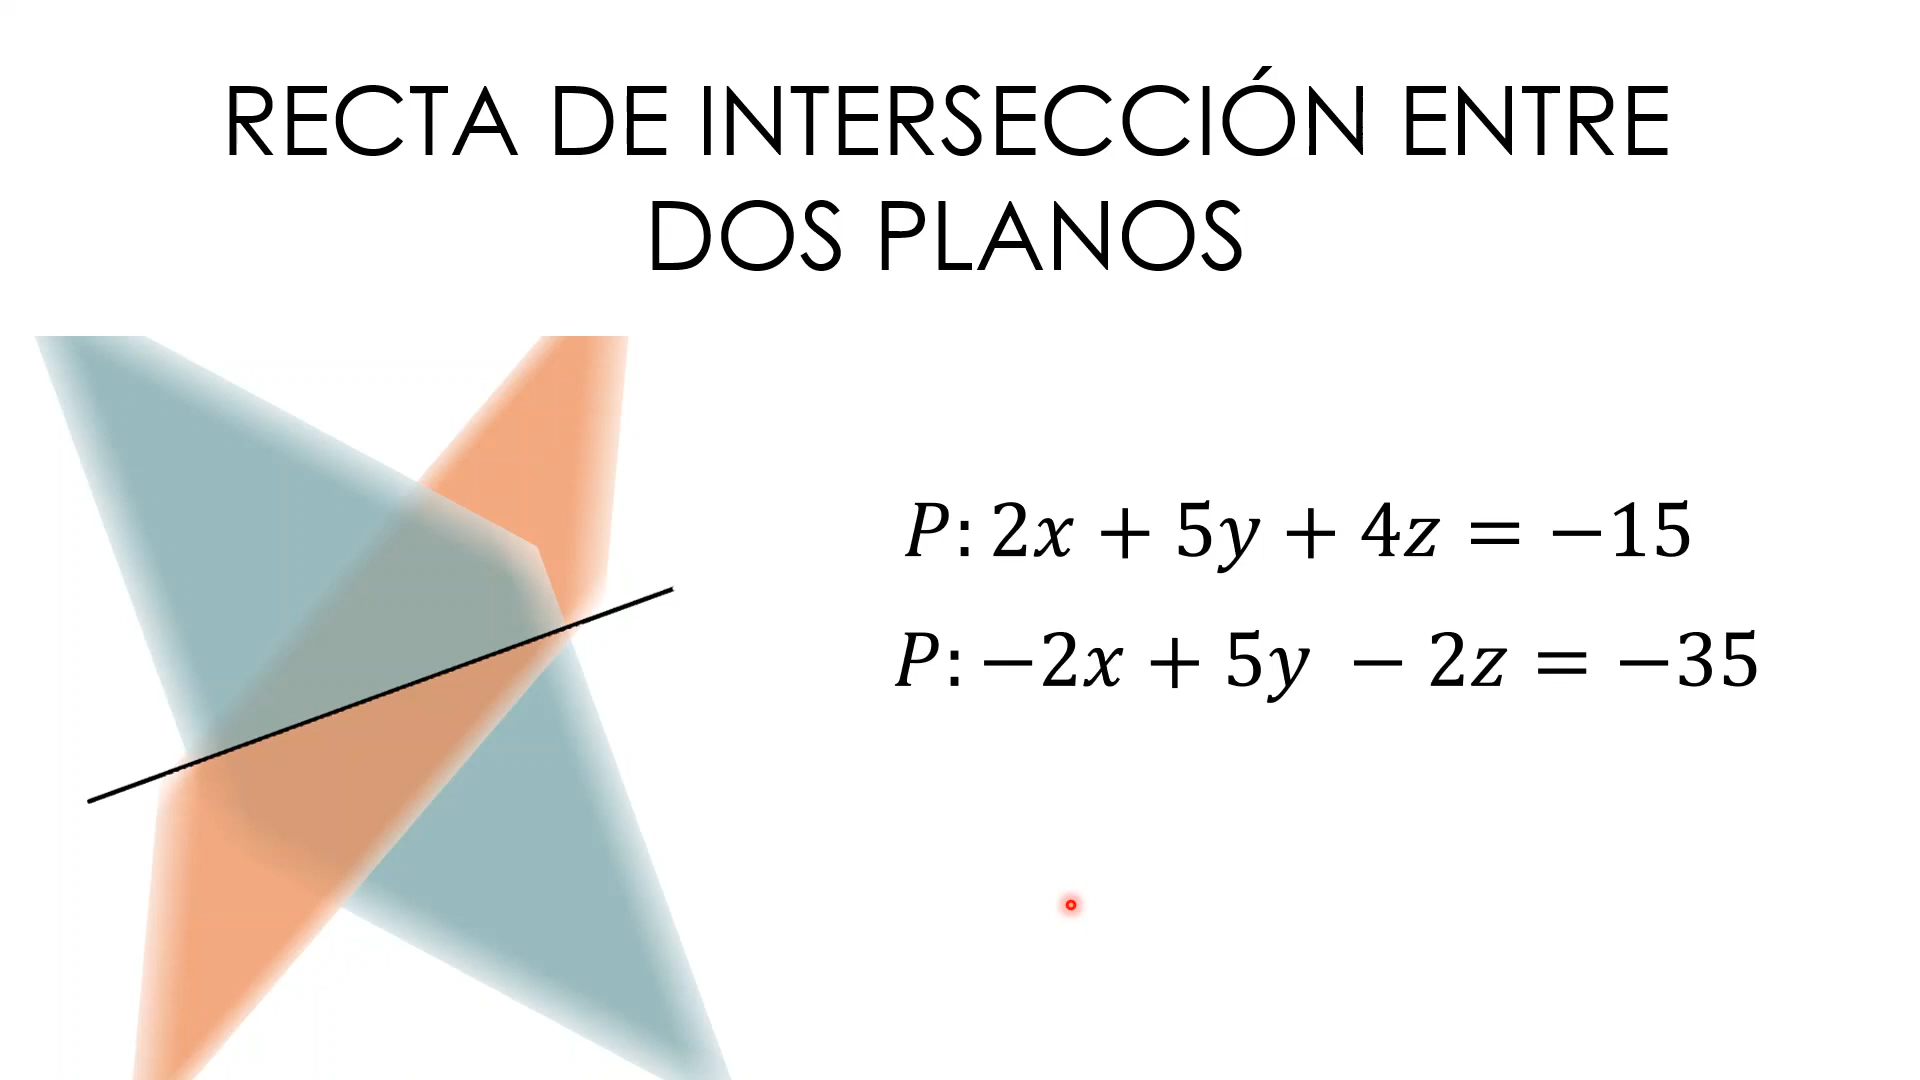 RECTA DE INTERSECCIÓN ENTRE
DOS PLANOS
P: 2x + 5y + 4z = −15
P: −2x + 5y − 2z = −35